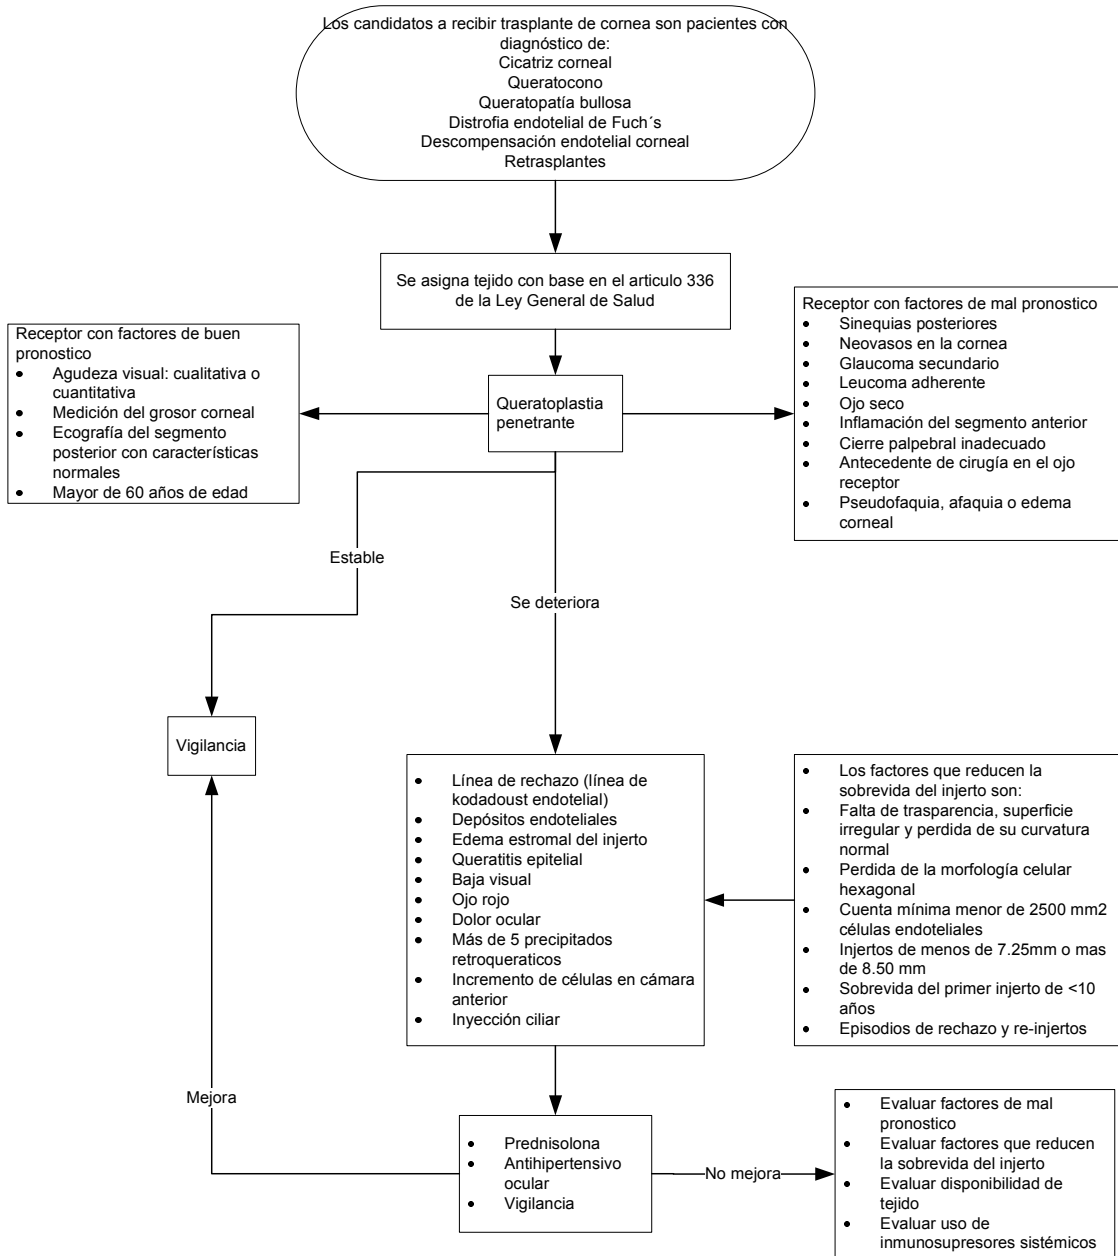 Los candidatos a recibir trasplante de cornea son pacientes con
diagnóstico de:
Cicatriz corneal
Queratocono
Queratopatía bullosa
Distrofia endotelial de Fuch´s
Descompensación endotelial corneal
Retrasplantes
Se asigna tejido con base en el articulo 336
de la Ley General de Salud
Receptor con factores de buen
pronostico
• Agudeza visual: cualitativa o
cuantitativa
• Medición del grosor corneal
• Ecografía del segmento
posterior con características
normales
• Mayor de 60 años de edad
Queratoplastia
penetrante
Receptor con factores de mal pronostico
• Sinequias posteriores
• Neovasos en la cornea
• Glaucoma secundario
• Leucoma adherente
• Ojo seco
• Inflamación del segmento anterior
• Cierre palpebral inadecuado
• Antecedente de cirugía en el ojo
receptor
• Pseudofaquia, afaquia o edema
corneal
Estable
Se deteriora
Vigilancia
• Línea de rechazo (línea de
kodadoust endotelial)
• Depósitos endoteliales
• Edema estromal del injerto
• Queratitis epitelial
• Baja visual
• Ojo rojo
• Dolor ocular
• Más de 5 precipitados
retroqueraticos
• Incremento de células en cámara
anterior
• Inyección ciliar
• Los factores que reducen la
sobrevida del injerto son:
• Falta de trasparencia, superficie
irregular y perdida de su curvatura
normal
• Perdida de la morfología celular
hexagonal
• Cuenta mínima menor de 2500 mm2
células endoteliales
• Injertos de menos de 7.25mm o mas
de 8.50 mm
• Sobrevida del primer injerto de <10
años
• Episodios de rechazo y re-injertos
Mejora
• Prednisolona
• Antihipertensivo
ocular
• Vigilancia
No mejora
• Evaluar factores de mal
pronostico
• Evaluar factores que reducen
la sobrevida del injerto
• Evaluar disponibilidad de
tejido
• Evaluar uso de
inmunosupresores sistémicos